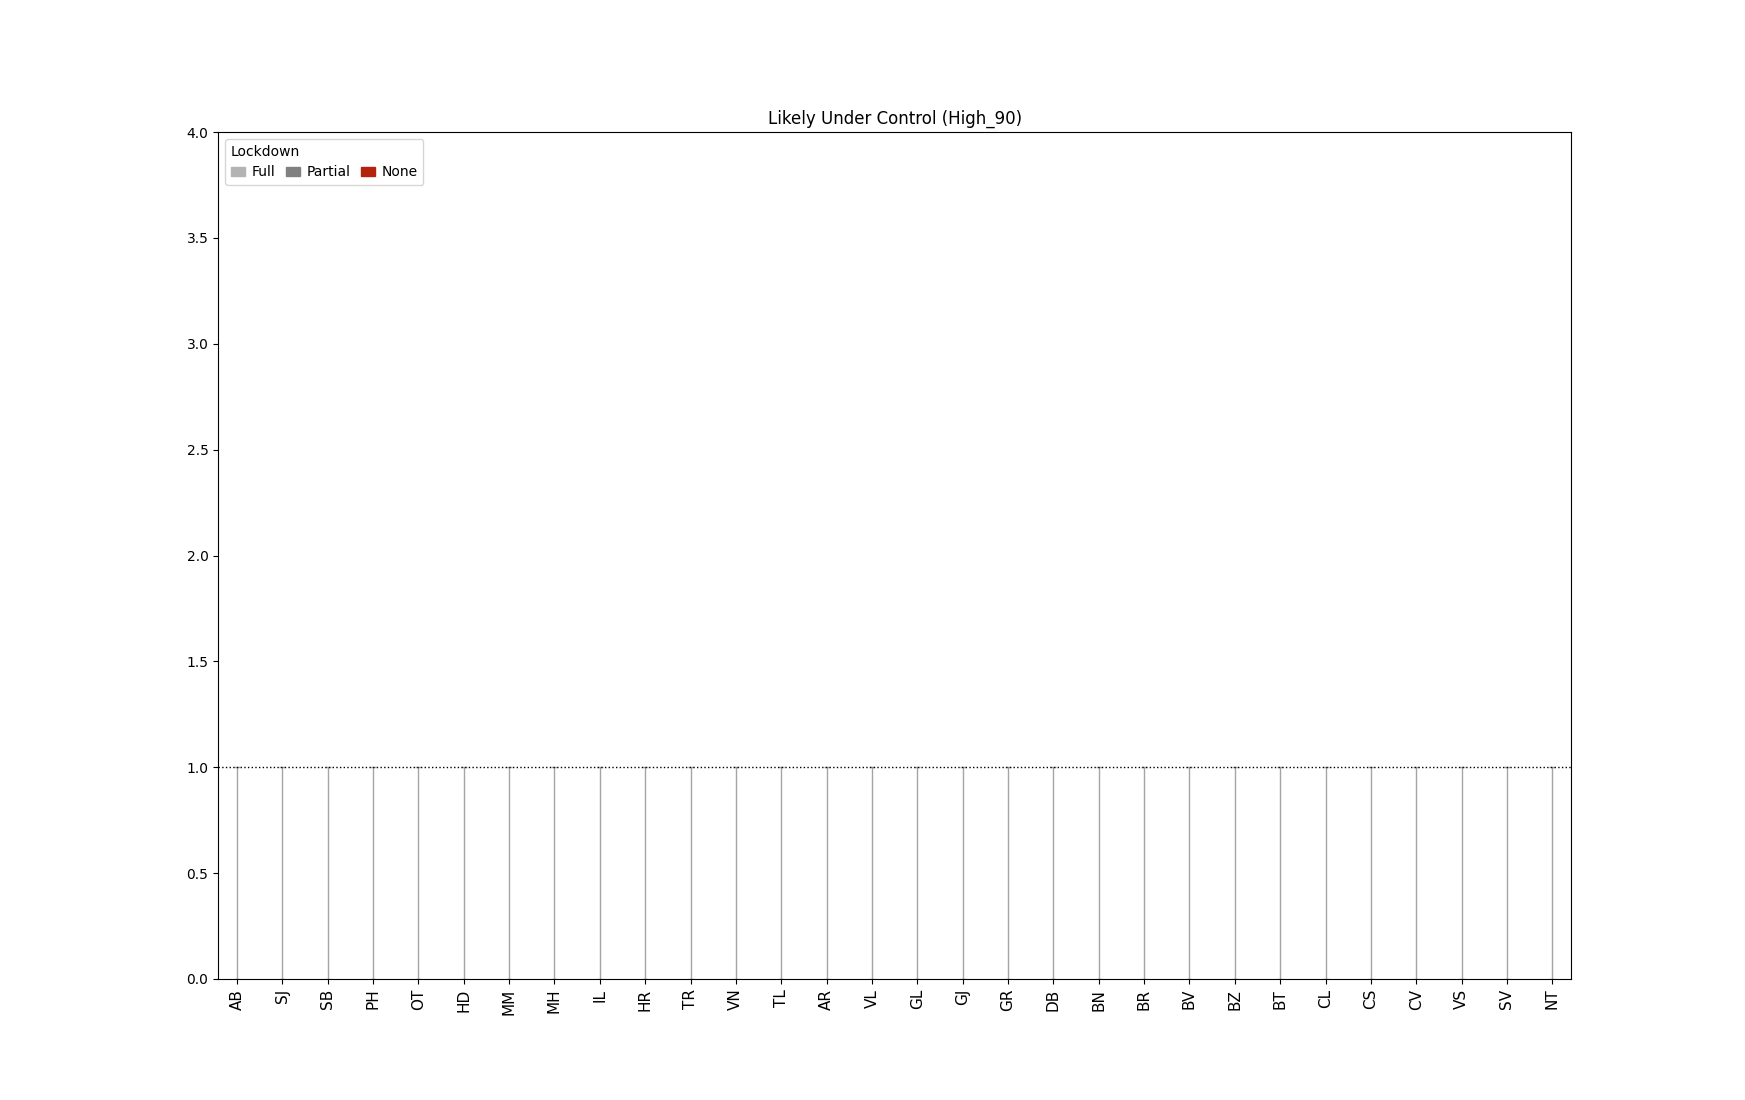 Likely Under Control (High_90)
4.0
Lockdown
Full Partial None
3.5
3.0
2.5
2.0
1.5
1.0
0.5
0.0
AB SJ SB PH OT HD MM MH IL HR TR VN TL AR VL GL GJ GR DB BN BR BV BZ BT CL CS CV VS SV NT